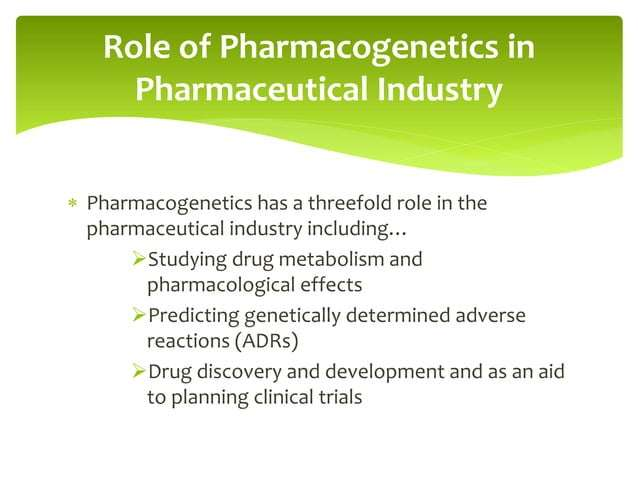 Role of Pharmacogenetics in
Pharmaceutical Industry
Pharmacogenetics has a threefold role in the
pharmaceutical industry including…
Studying drug metabolism and
pharmacological effects
Predicting genetically determined adverse
reactions (ADRs)
Drug discovery and development and as an aid
to planning clinical trials